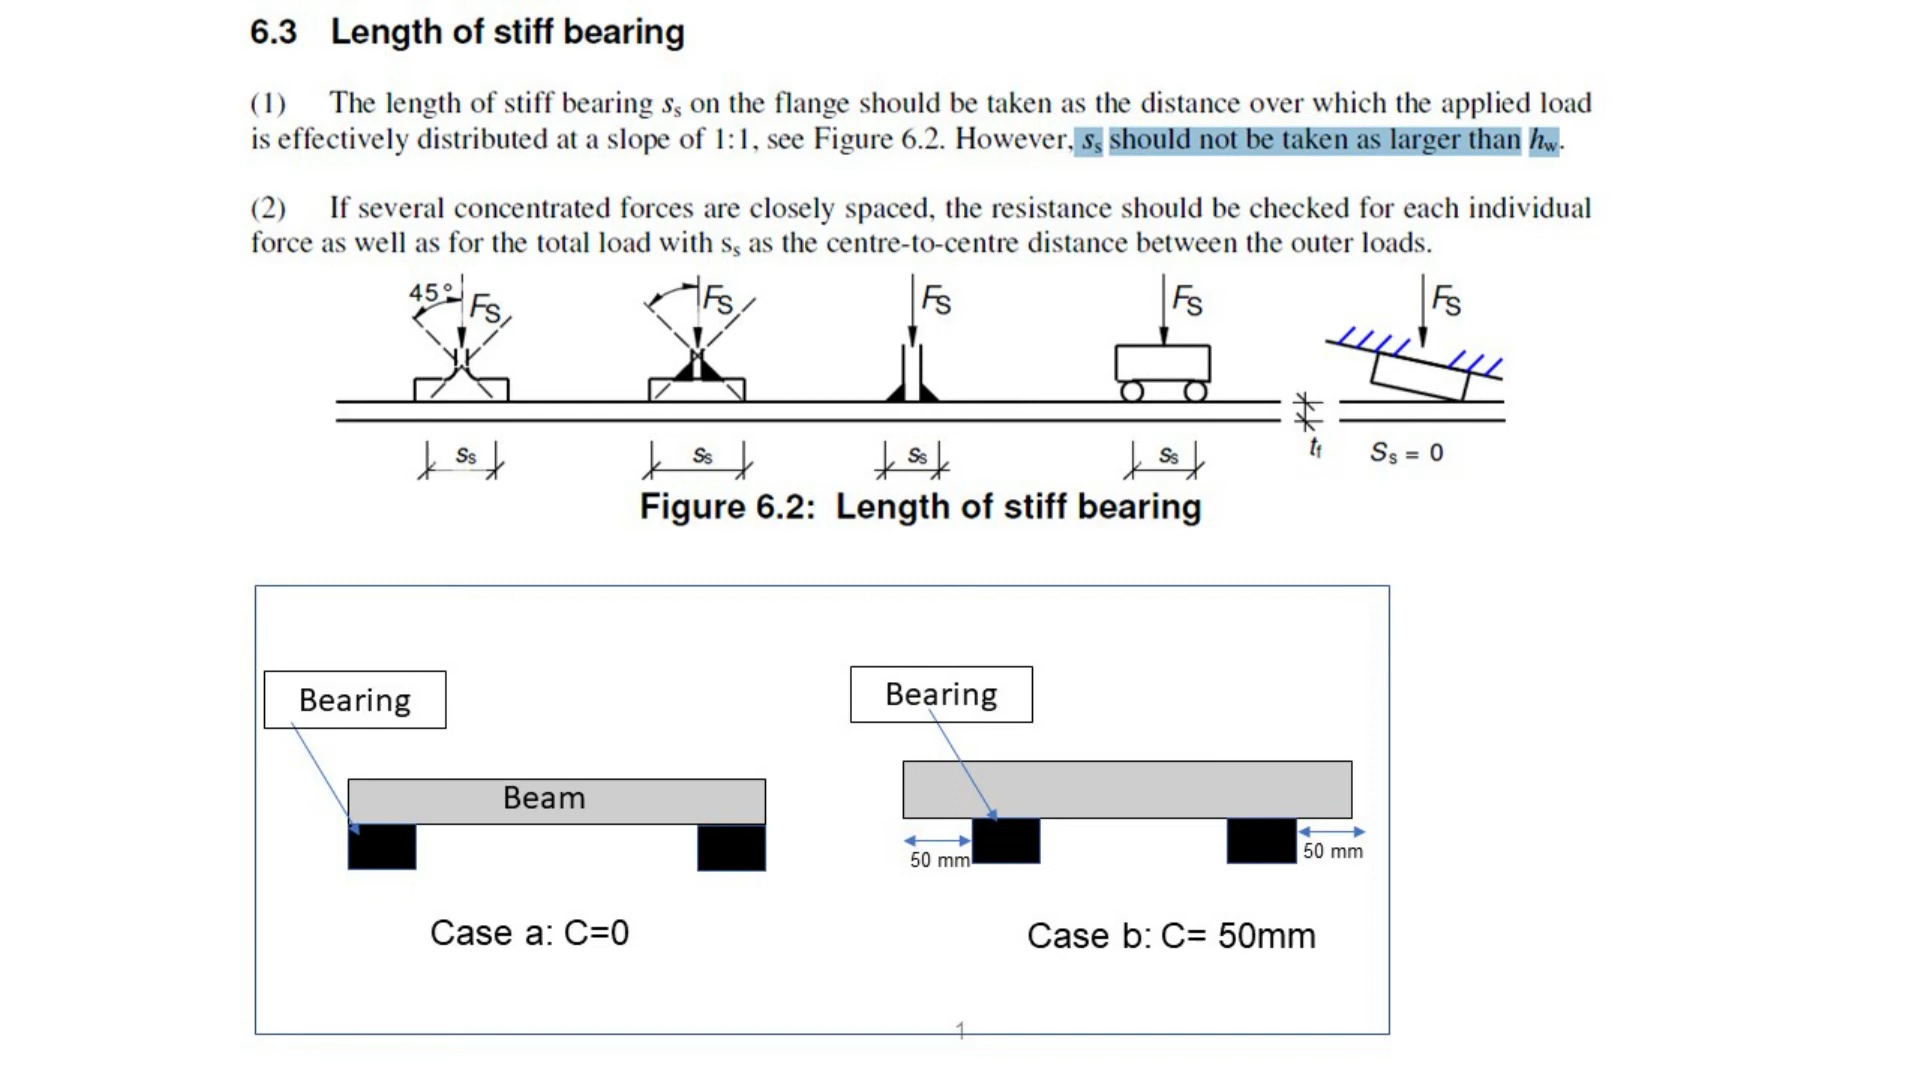 6.3 Length of stiff bearing
(1) The length of stiff bearing ss on the flange should be taken as the distance over which the applied load
is effectively distributed at a slope of 1:1, see Figure 6.2. However, ss should not be taken as larger than hw.
(2) If several concentrated forces are closely spaced, the resistance should be checked for each individual
force as well as for the total load with ss as the centre-to-centre distance between the outer loads.
45° FS FS FS FS FS
Ss Ss Ss Ss tf Ss = 0
Figure 6.2: Length of stiff bearing
Bearing
Bearing
Beam
50 mm
50 mm
Case a: C=0
Case b: C= 50mm
1